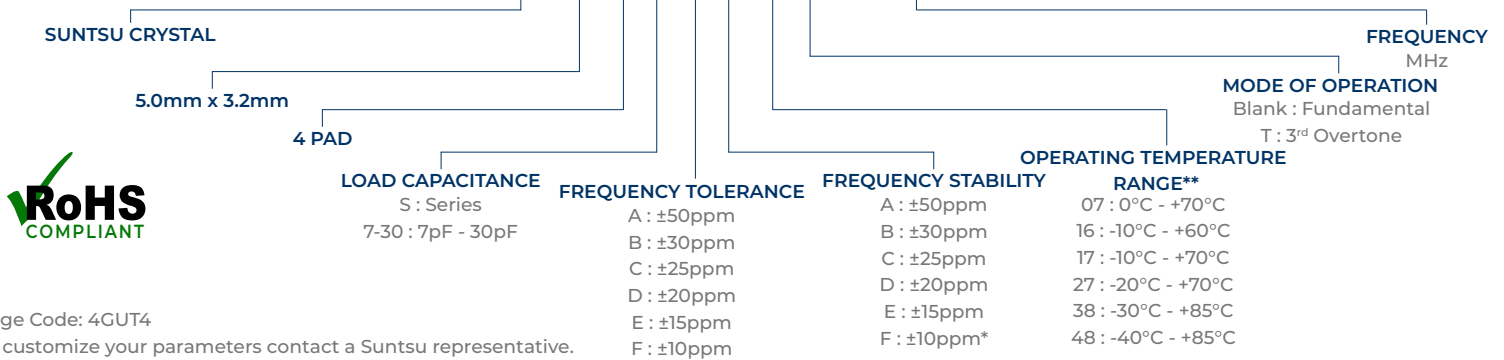 SUNTSU CRYSTAL
5.0mm x 3.2mm
4 PAD
LOAD CAPACITANCE
S : Series
7-30 : 7pF - 30pF
FREQUENCY TOLERANCE
A : ±50ppm
B : ±30ppm
C : ±25ppm
D : ±20ppm
E : ±15ppm
F : ±10ppm
FREQUENCY STABILITY
A : ±50ppm
B : ±30ppm
C : ±25ppm
D : ±20ppm
E : ±15ppm
F : ±10ppm*
OPERATING TEMPERATURE
RANGE**
07 : 0°C - +70°C
16 : -10°C - +60°C
17 : -10°C - +70°C
27 : -20°C - +70°C
38 : -30°C - +85°C
48 : -40°C - +85°C
MODE OF OPERATION
Blank : Fundamental
T : 3rd Overtone
FREQUENCY
MHz
RoHS
COMPLIANT
ge Code: 4GUT4
customize your parameters contact a Suntsu representative.